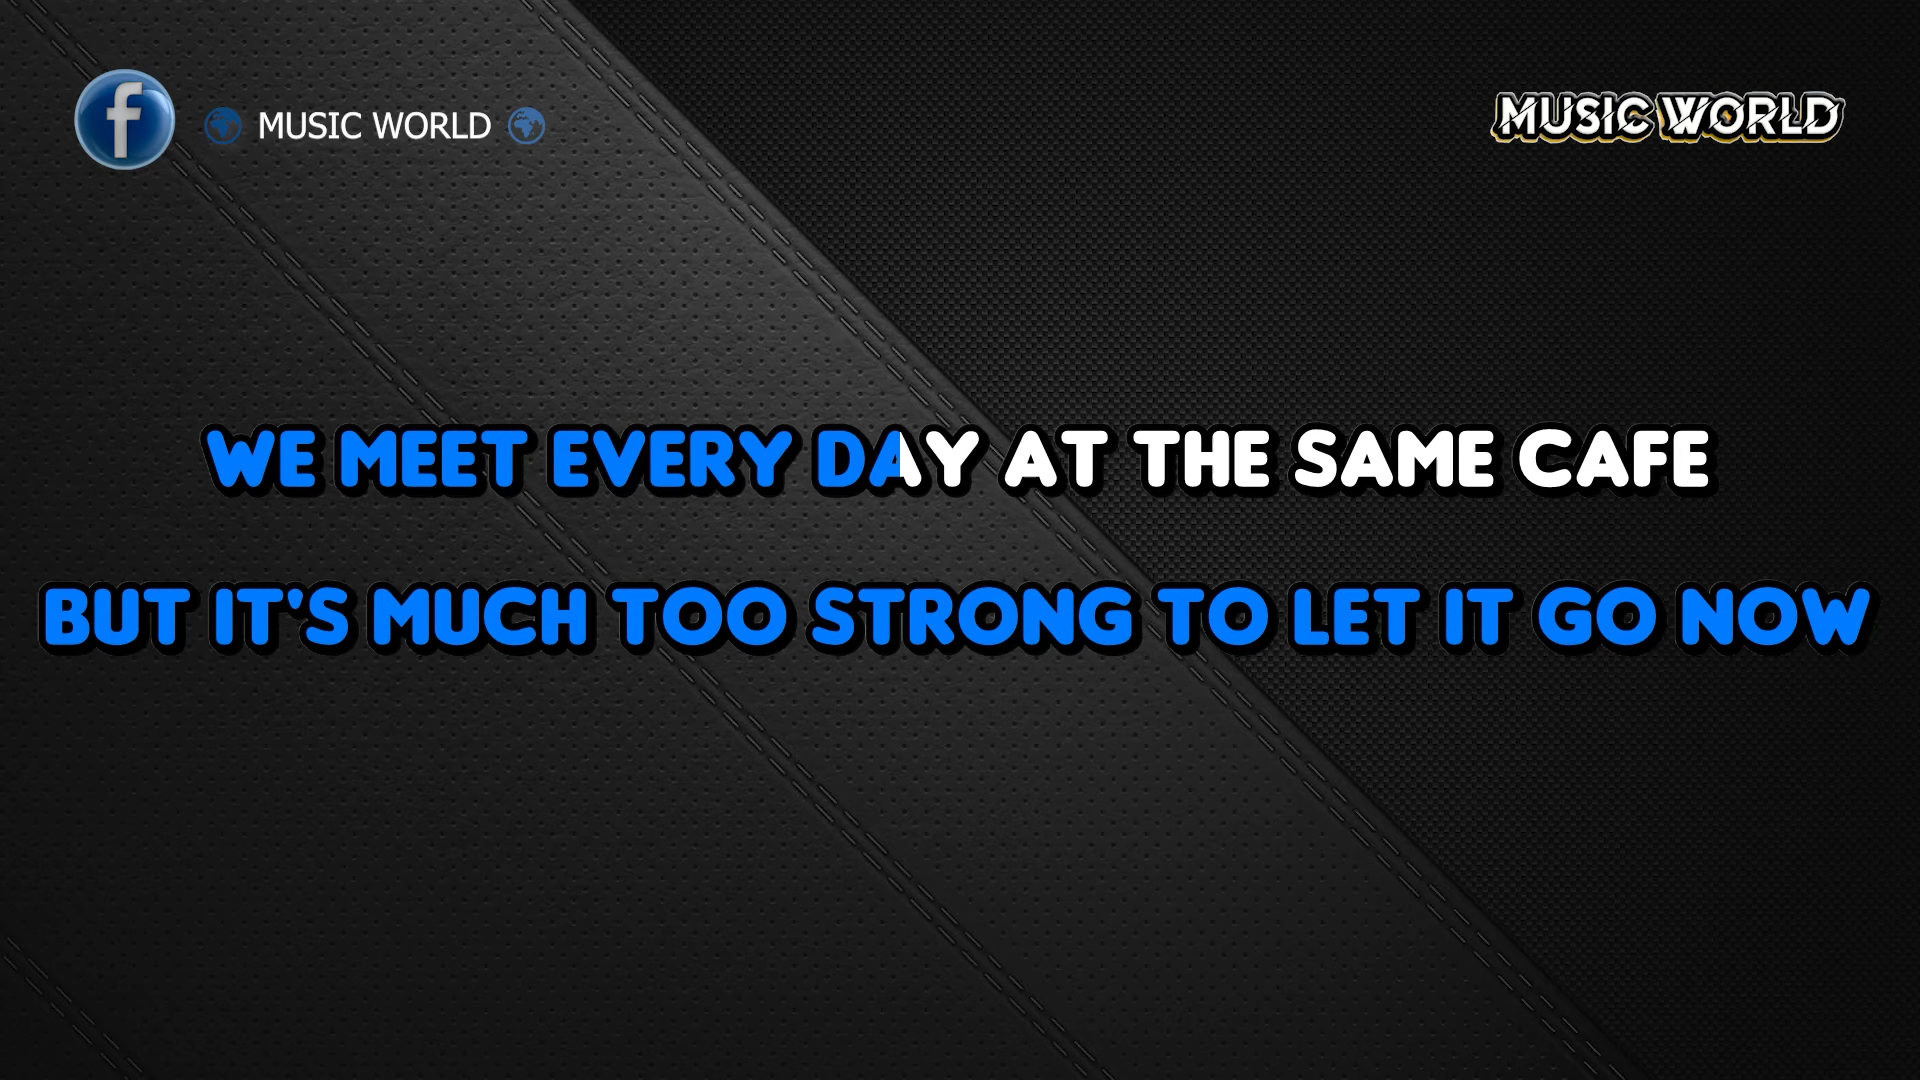 f
MUSIC WORLD
MUSIC WORLD
WE MEET EVERY DAY AT THE SAME CAFE
BUT IT'S MUCH TOO STRONG TO LET IT GO NOW